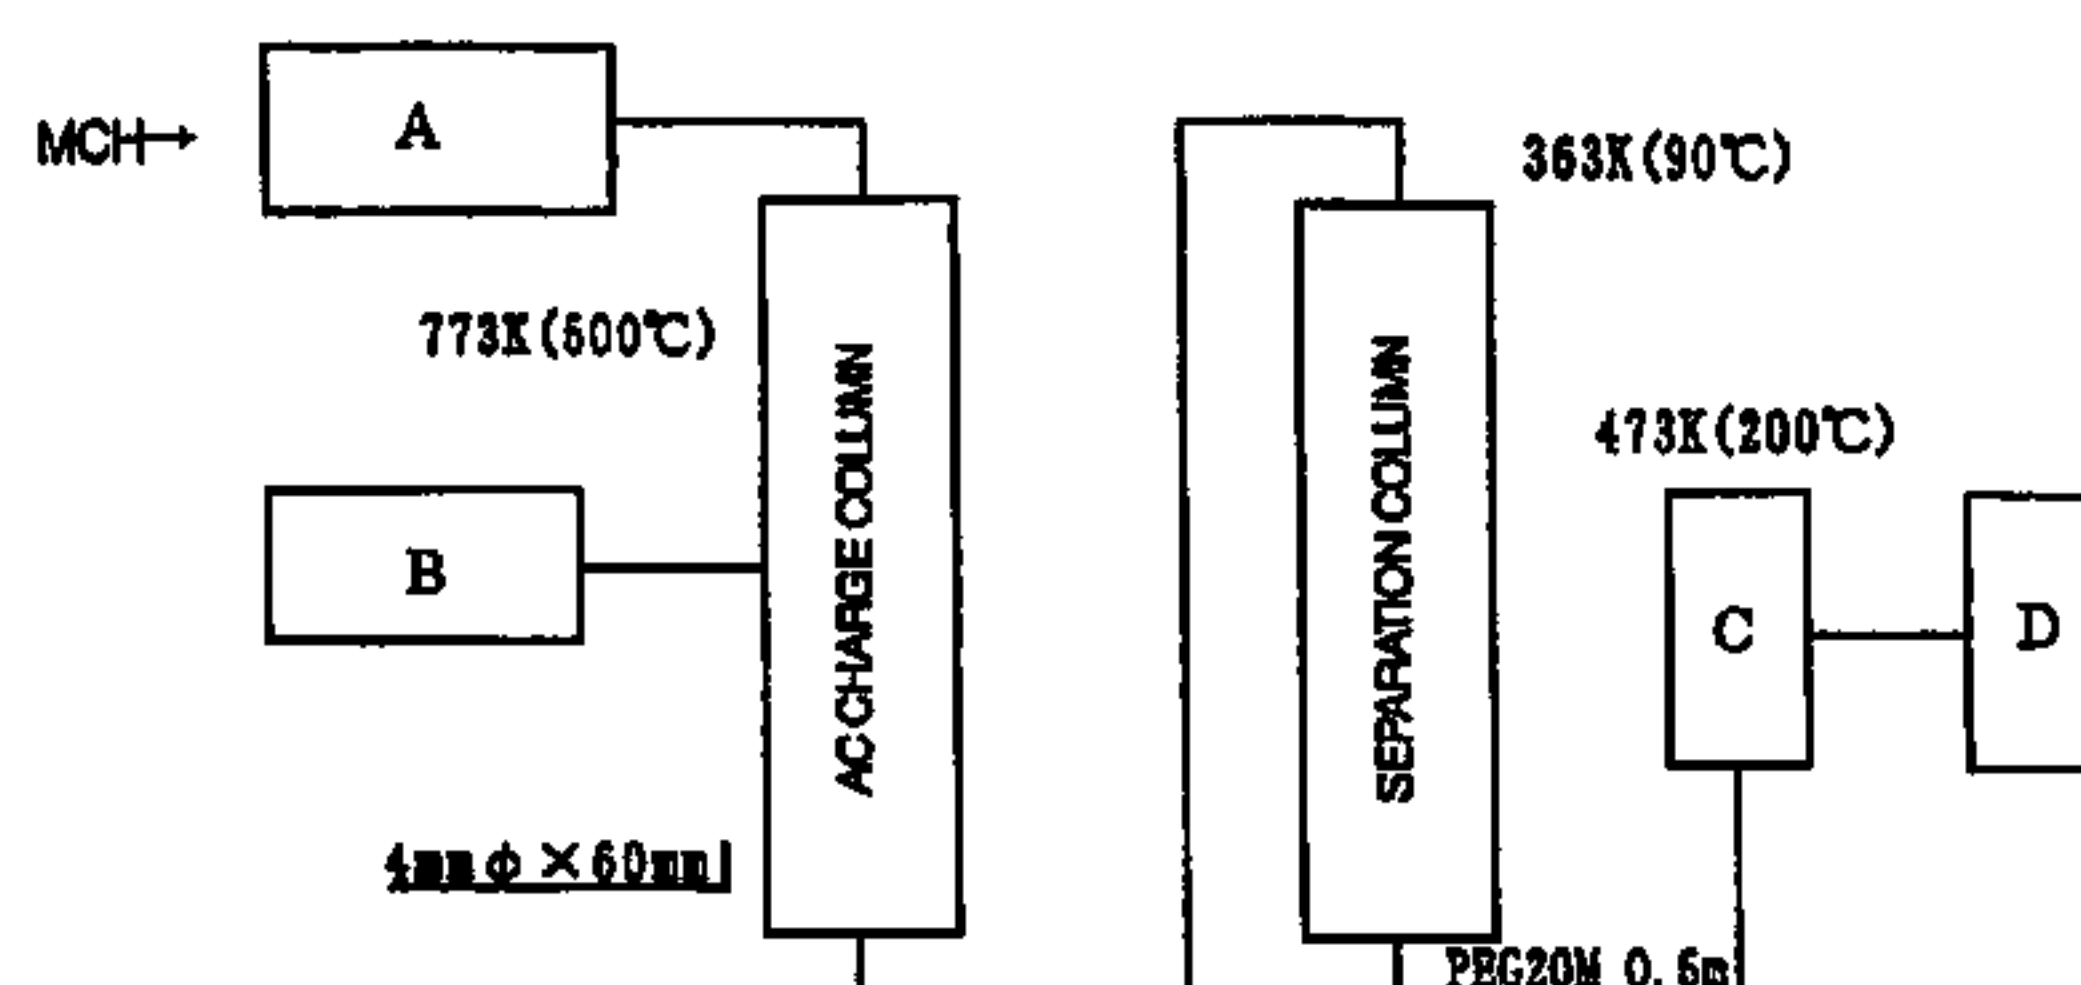 MCH→
A
363K(90℃)
773K(500℃)
AC CHARGE COLUMN
SEPARATION COLUMN
473K(200℃)
B
C
D
4mmφ×60mm
PEG20M 0.5m